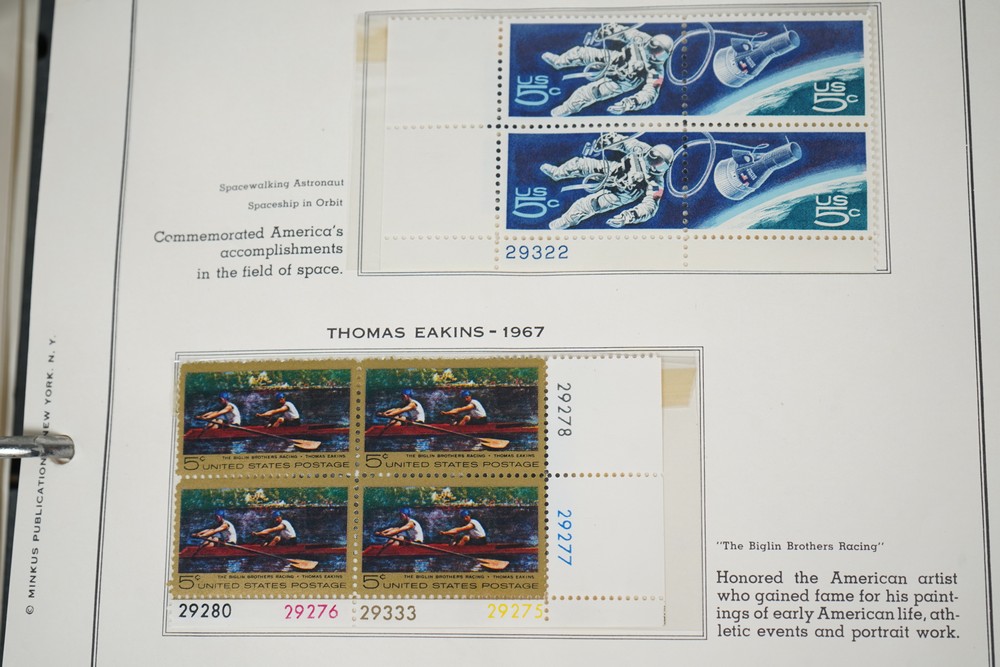 US
5c
US
5c
US
5c
US
5c
29322
Spacewalking Astronaut
Spaceship in Orbit
Commemorated America's
accomplishments
in the field of space.
THOMAS EAKINS - 1967
THE BIGLIN BROTHERS RACING · THOMAS EAKINS
5c UNITED STATES POSTAGE
THE BIGLIN BROTHERS RACING · THOMAS EAKINS
5c UNITED STATES POSTAGE
THE BIGLIN BROTHERS RACING · THOMAS EAKINS
5c UNITED STATES POSTAGE
THE BIGLIN BROTHERS RACING · THOMAS EAKINS
5c UNITED STATES POSTAGE
29278
29277
29280 29276 29333 29275
"The Biglin Brothers Racing"
Honored the American artist
who gained fame for his paint-
ings of early American life, ath-
letic events and portrait work.
© MINKUS PUBLICATION NEW YORK. N. Y.